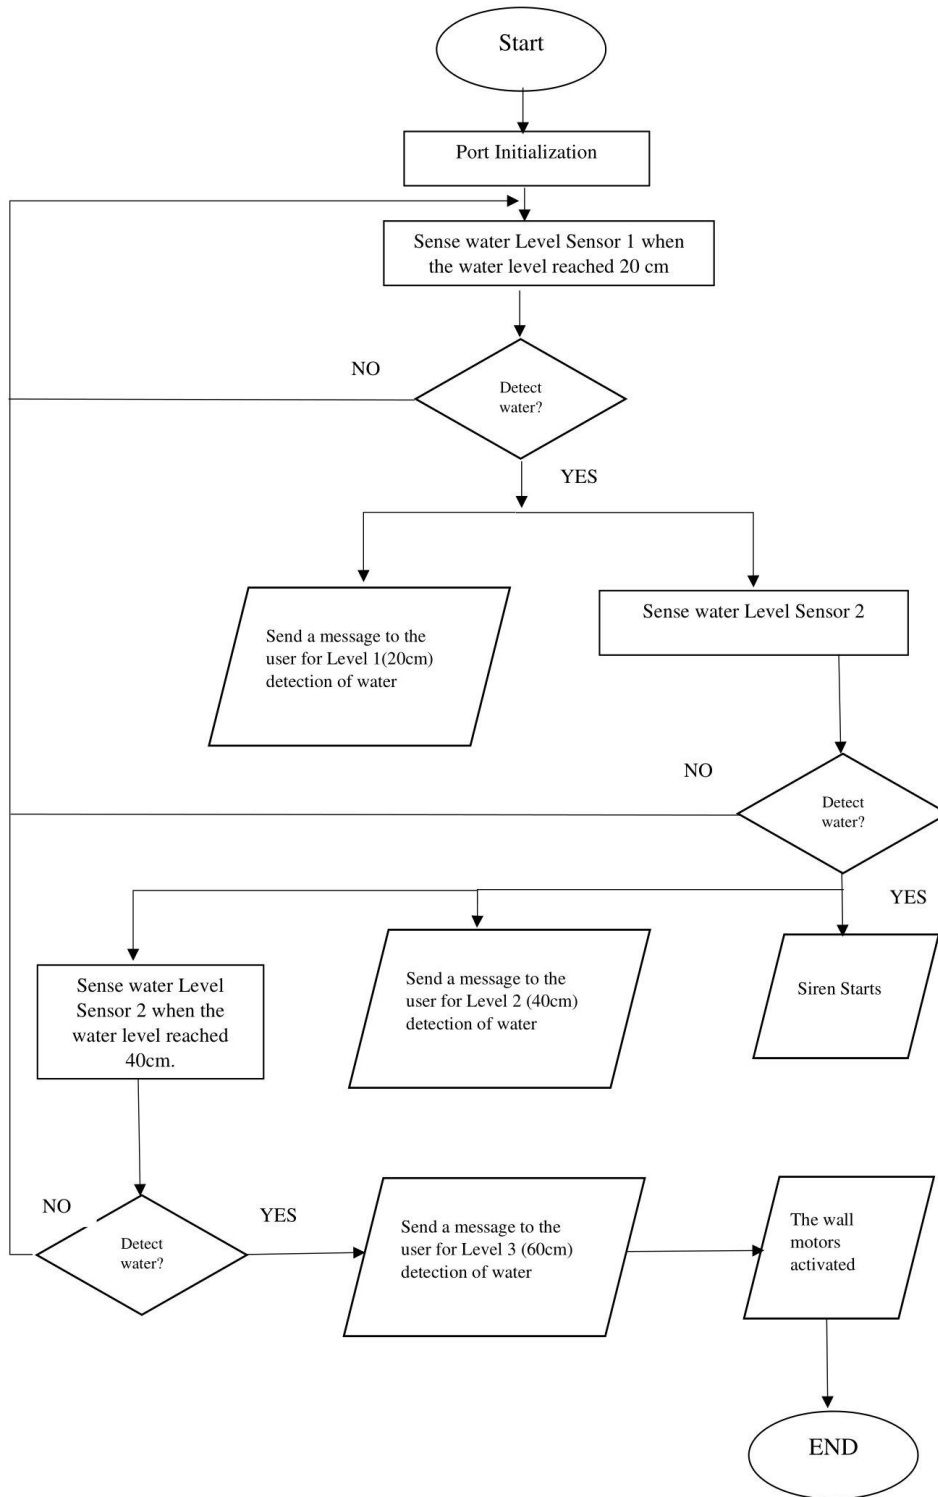 Start
Port Initialization
Sense water Level Sensor 1 when
the water level reached 20 cm
NO
Detect
water?
YES
Send a message to the
user for Level 1(20cm)
detection of water
Sense water Level Sensor 2
NO
Detect
water?
YES
Sense water Level
Sensor 2 when the
water level reached
40cm.
Send a message to the
user for Level 2 (40cm)
detection of water
Siren Starts
NO
Detect
water?
YES
Send a message to the
user for Level 3 (60cm)
detection of water
The wall
motors
activated
END